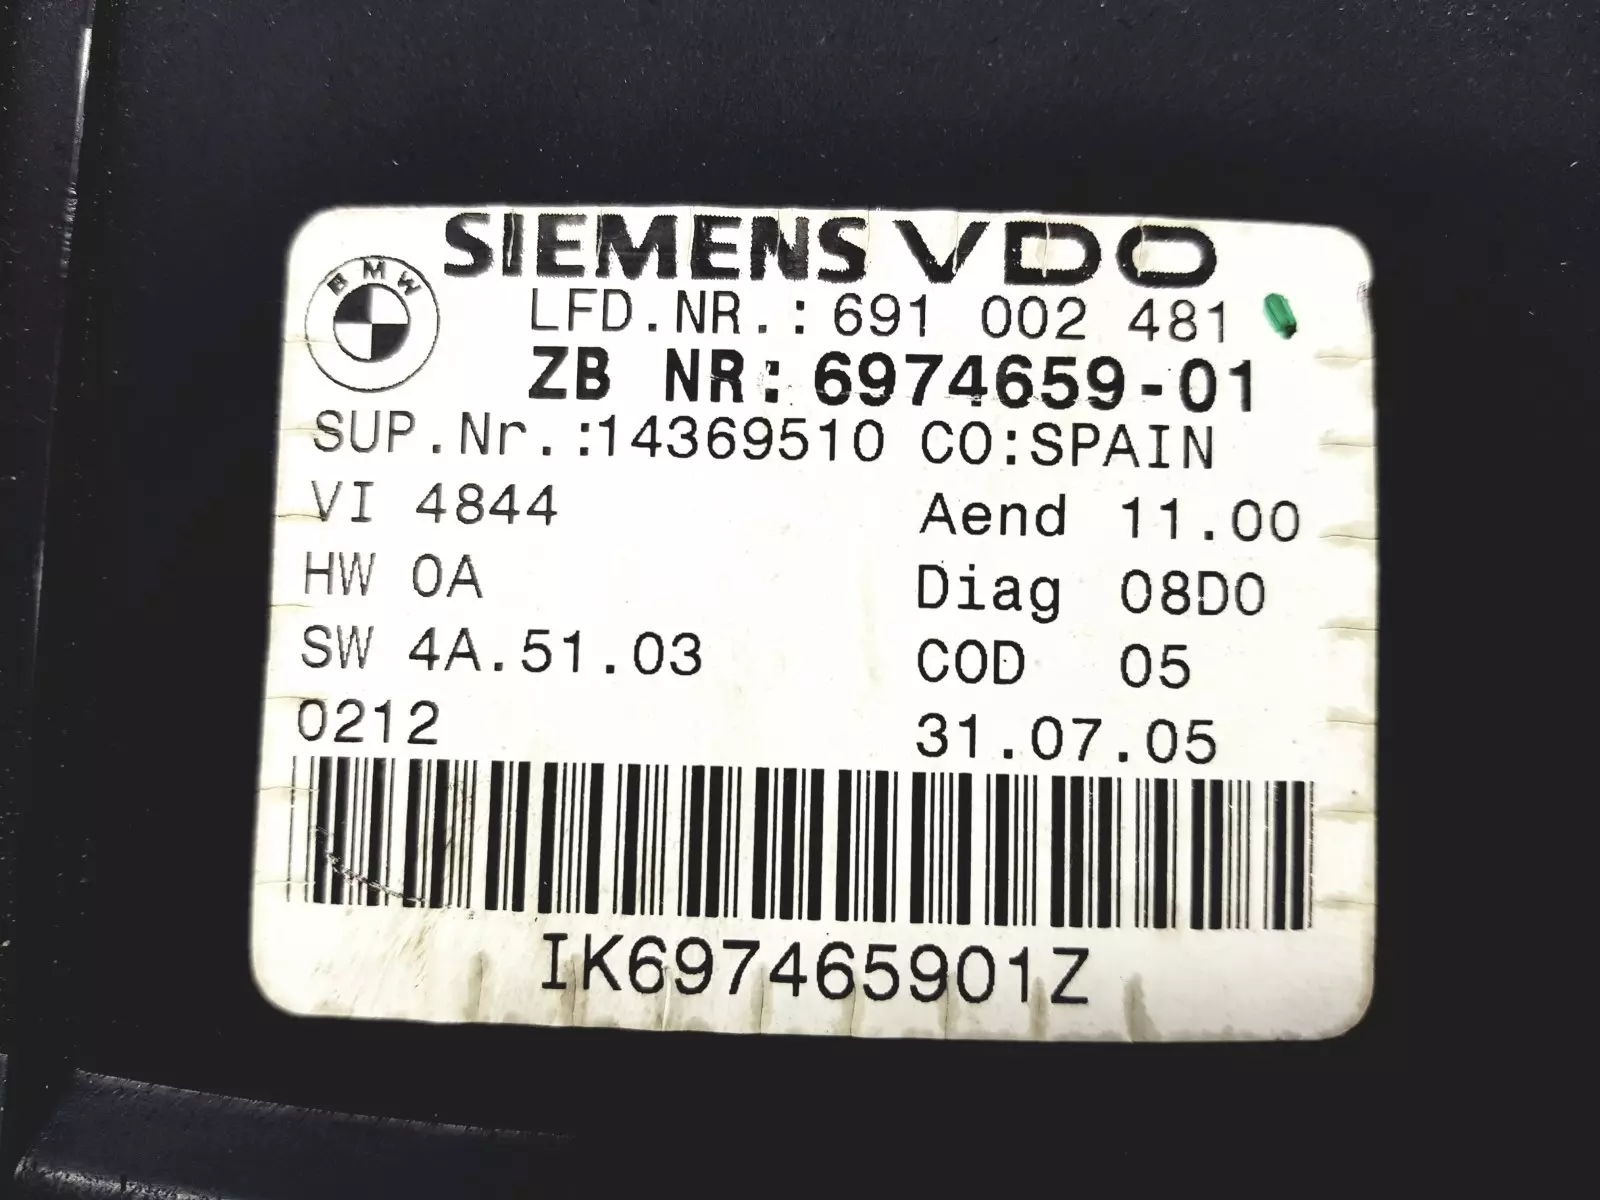 SIEMENS VDO
BMW
LFD.NR.: 691 002 481
ZB NR: 6974659-01
SUP.Nr.:14369510 CO:SPAIN
VI 4844 Aend 11.00
HW 0A Diag 08D0
SW 4A.51.03 COD 05
0212 31.07.05
IK697465901Z